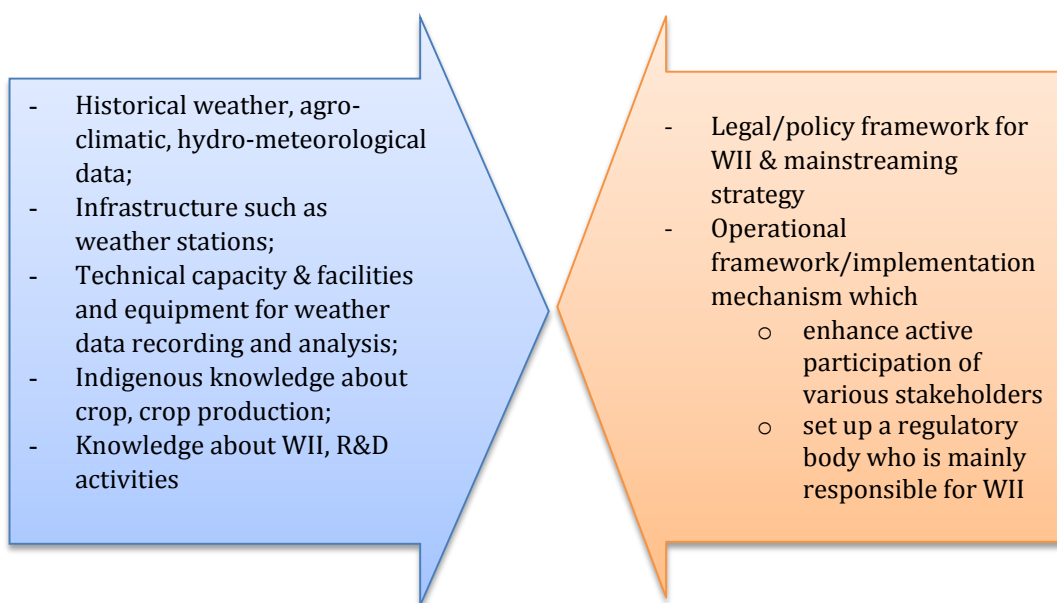 - Historical weather, agro-
climatic, hydro-meteorological
data;
- Infrastructure such as
weather stations;
- Technical capacity & facilities
and equipment for weather
data recording and analysis;
- Indigenous knowledge about
crop, crop production;
- Knowledge about WII, R&D
activities
- Legal/policy framework for
WII & mainstreaming
strategy
- Operational
framework/implementation
mechanism which
o enhance active
participation of
various stakeholders
o set up a regulatory
body who is mainly
responsible for WII